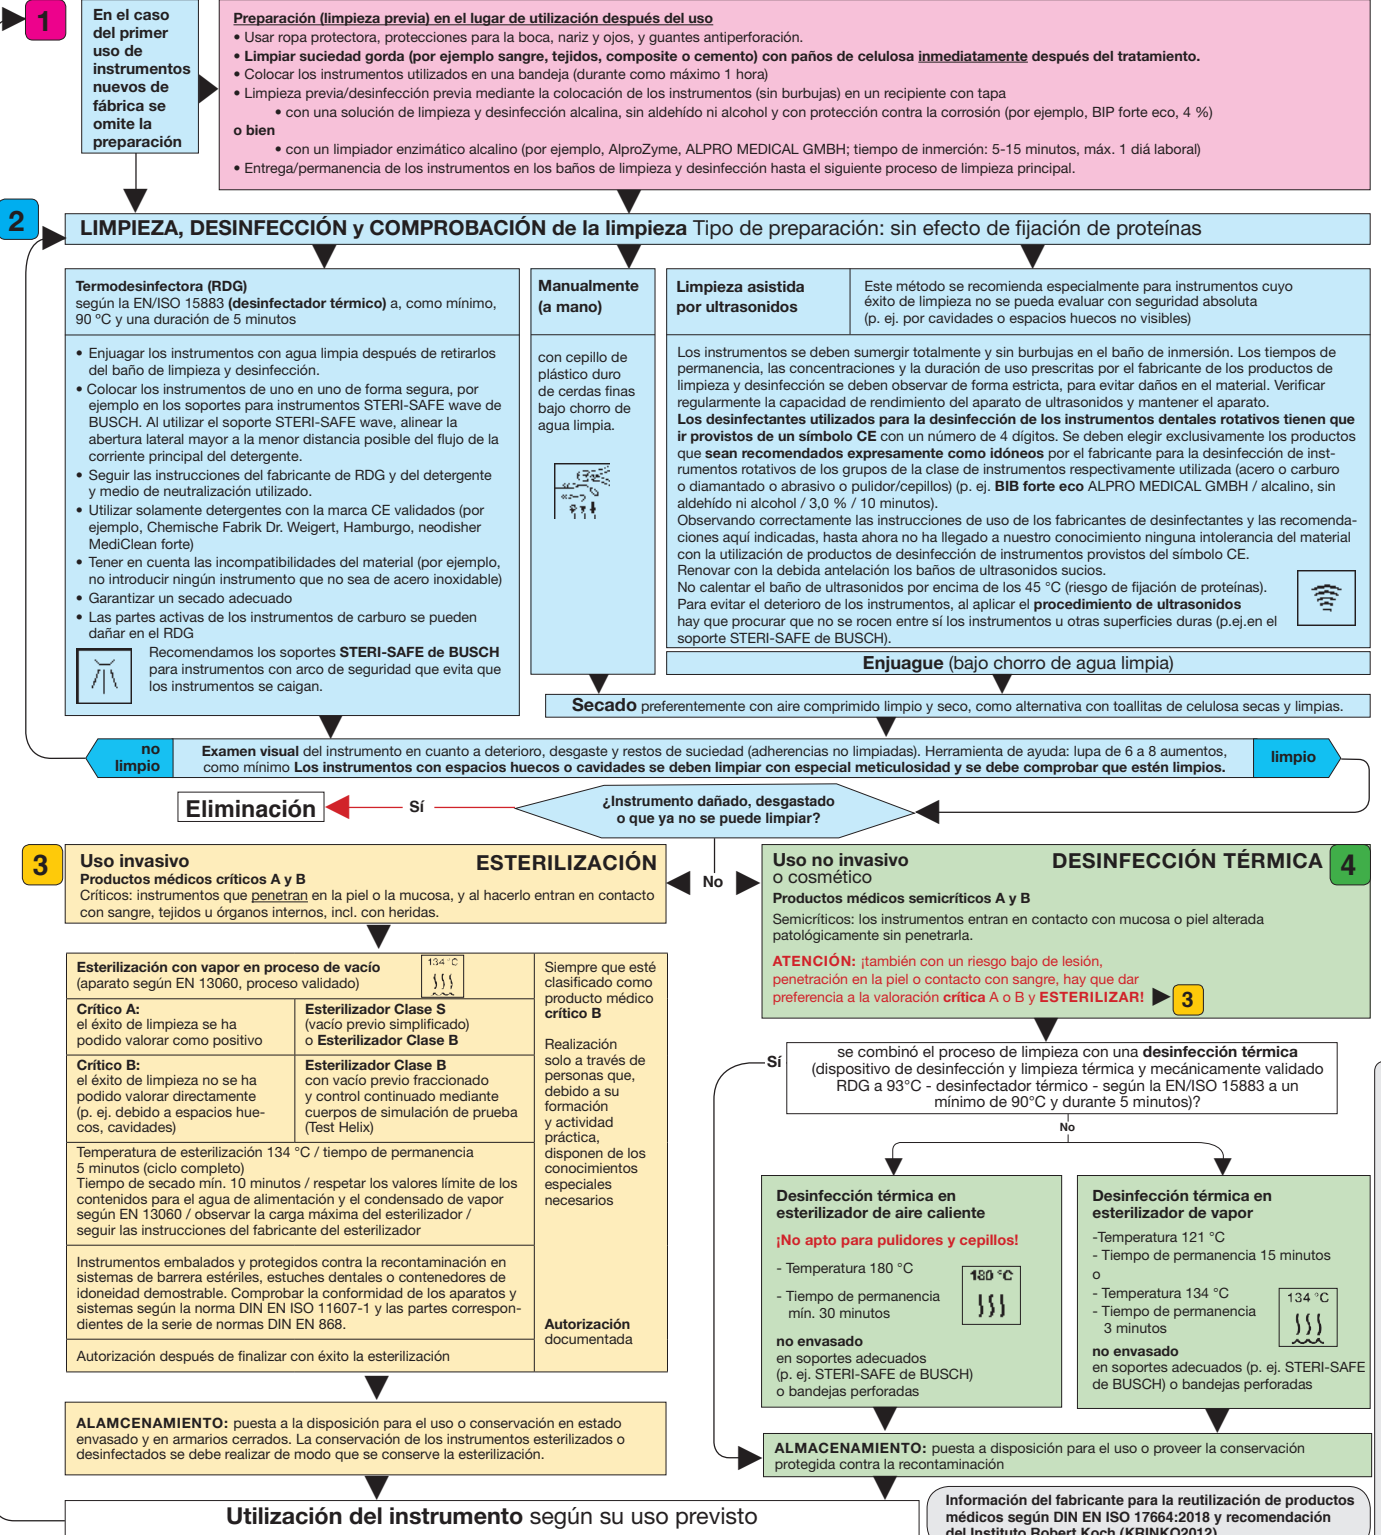 1
En el caso
del primer
uso de
instrumentos
nuevos de
fábrica se
omite la
preparación
Preparación (limpieza previa) en el lugar de utilización después del uso
• Usar ropa protectora, protecciones para la boca, nariz y ojos, y guantes antiperforación.
• Limpiar suciedad gorda (por ejemplo sangre, tejidos, composite o cemento) con paños de celulosa inmediatamente después del tratamiento.
• Colocar los instrumentos utilizados en una bandeja (durante como máximo 1 hora)
• Limpieza previa/desinfección previa mediante la colocación de los instrumentos (sin burbujas) en un recipiente con tapa
• con una solución de limpieza y desinfección alcalina, sin aldehído ni alcohol y con protección contra la corrosión (por ejemplo, BIP forte eco, 4 %)
o bien
• con un limpiador enzimático alcalino (por ejemplo, AlproZyme, ALPRO MEDICAL GMBH; tiempo de inmersión: 5-15 minutos, máx. 1 diá laboral)
• Entrega/permanencia de los instrumentos en los baños de limpieza y desinfección hasta el siguiente proceso de limpieza principal.
2
LIMPIEZA, DESINFECCIÓN y COMPROBACIÓN de la limpieza Tipo de preparación: sin efecto de fijación de proteínas
Termodesinfectora (RDG)
según la EN/ISO 15883 (desinfectador térmico) a, como mínimo,
90 ºC y una duración de 5 minutos
• Enjuagar los instrumentos con agua limpia después de retirarlos
del baño de limpieza y desinfección.
• Colocar los instrumentos de uno en uno de forma segura, por
ejemplo en los soportes para instrumentos STERI-SAFE wave de
BUSCH. Al utilizar el soporte STERI-SAFE wave, alinear la
abertura lateral mayor a la menor distancia posible del flujo de la
corriente principal del detergente.
• Seguir las instrucciones del fabricante de RDG y del detergente
y medio de neutralización utilizado.
• Utilizar solamente detergentes con la marca CE validados (por
ejemplo, Chemische Fabrik Dr. Weigert, Hamburgo, neodisher
MediClean forte)
• Tener en cuenta las incompatibilidades del material (por ejemplo,
no introducir ningún instrumento que no sea de acero inoxidable)
• Garantizar un secado adecuado
• Las partes activas de los instrumentos de carburo se pueden
dañar en el RDG
Recomendamos los soportes STERI-SAFE de BUSCH
para instrumentos con arco de seguridad que evita que
los instrumentos se caigan.
Manualmente
(a mano)
con cepillo de
plástico duro
de cerdas finas
bajo chorro de
agua limpia.
Limpieza asistida
por ultrasonidos
Este método se recomienda especialmente para instrumentos cuyo
éxito de limpieza no se pueda evaluar con seguridad absoluta
(p. ej. por cavidades o espacios huecos no visibles)
Los instrumentos se deben sumergir totalmente y sin burbujas en el baño de inmersión. Los tiempos de
permanencia, las concentraciones y la duración de uso prescritas por el fabricante de los productos de
limpieza y desinfección se deben observar de forma estricta, para evitar daños en el material. Verificar
regularmente la capacidad de rendimiento del aparato de ultrasonidos y mantener el aparato.
Los desinfectantes utilizados para la desinfección de los instrumentos dentales rotativos tienen que
ir provistos de un símbolo CE con un número de 4 dígitos. Se deben elegir exclusivamente los productos
que sean recomendados expresamente como idóneos por el fabricante para la desinfección de inst-
rumentos rotativos de los grupos de la clase de instrumentos respectivamente utilizada (acero o carburo
o diamantado o abrasivo o pulidor/cepillos) (p. ej. BIB forte eco ALPRO MEDICAL GMBH / alcalino, sin
aldehído ni alcohol / 3,0 % / 10 minutos).
Observando correctamente las instrucciones de uso de los fabricantes de desinfectantes y las recomenda-
ciones aquí indicadas, hasta ahora no ha llegado a nuestro conocimiento ninguna intolerancia del material
con la utilización de productos de desinfección de instrumentos provistos del símbolo CE.
Renovar con la debida antelación los baños de ultrasonidos sucios.
No calentar el baño de ultrasonidos por encima de los 45 °C (riesgo de fijación de proteínas).
Para evitar el deterioro de los instrumentos, al aplicar el procedimiento de ultrasonidos
hay que procurar que no se rocen entre sí los instrumentos u otras superficies duras (p.ej.en el
soporte STERI-SAFE de BUSCH).
Enjuague (bajo chorro de agua limpia)
Secado preferentemente con aire comprimido limpio y seco, como alternativa con toallitas de celulosa secas y limpias.
no
limpio
Examen visual del instrumento en cuanto a deterioro, desgaste y restos de suciedad (adherencias no limpiadas). Herramienta de ayuda: lupa de 6 a 8 aumentos,
como mínimo Los instrumentos con espacios huecos o cavidades se deben limpiar con especial meticulosidad y se debe comprobar que estén limpios.
limpio
Eliminación
Sí
¿Instrumento dañado, desgastado
o que ya no se puede limpiar?
No
3
Uso invasivo ESTERILIZACIÓN
Productos médicos críticos A y B
Críticos: instrumentos que penetran en la piel o la mucosa, y al hacerlo entran en contacto
con sangre, tejidos u órganos internos, incl. con heridas.
Esterilización con vapor en proceso de vacío
(aparato según EN 13060, proceso validado)
134 °C
Crítico A:
el éxito de limpieza se ha
podido valorar como positivo
Esterilizador Clase S
(vacío previo simplificado)
o Esterilizador Clase B
Crítico B:
el éxito de limpieza no se ha
podido valorar directamente
(p. ej. debido a espacios hue-
cos, cavidades)
Esterilizador Clase B
con vacío previo fraccionado
y control continuado mediante
cuerpos de simulación de prueba
(Test Helix)
Temperatura de esterilización 134 °C / tiempo de permanencia
5 minutos (ciclo completo)
Tiempo de secado mín. 10 minutos / respetar los valores límite de los
contenidos para el agua de alimentación y el condensado de vapor
según EN 13060 / observar la carga máxima del esterilizador /
seguir las instrucciones del fabricante del esterilizador
Instrumentos embalados y protegidos contra la recontaminación en
sistemas de barrera estériles, estuches dentales o contenedores de
idoneidad demostrable. Comprobar la conformidad de los aparatos y
sistemas según la norma DIN EN ISO 11607-1 y las partes correspon-
dientes de la serie de normas DIN EN 868.
Autorización después de finalizar con éxito la esterilización
Siempre que esté
clasificado como
producto médico
crítico B
Realización
solo a través de
personas que,
debido a su
formación
y actividad
práctica,
disponen de los
conocimientos
especiales
necesarios
Autorización
documentada
ALAMCENAMIENTO: puesta a la disposición para el uso o conservación en estado
envasado y en armarios cerrados. La conservación de los instrumentos esterilizados o
desinfectados se debe realizar de modo que se conserve la esterilización.
Uso no invasivo DESINFECCIÓN TÉRMICA 4
o cosmético
Productos médicos semicríticos A y B
Semicríticos: los instrumentos entran en contacto con mucosa o piel alterada
patológicamente sin penetrarla.
ATENCIÓN: ¡también con un riesgo bajo de lesión,
penetración en la piel o contacto con sangre, hay que dar
preferencia a la valoración crítica A o B y ESTERILIZAR! 3
Sí
se combinó el proceso de limpieza con una desinfección térmica
(dispositivo de desinfección y limpieza térmica y mecánicamente validado
RDG a 93°C - desinfectador térmico - según la EN/ISO 15883 a un
mínimo de 90°C y durante 5 minutos)?
No
Desinfección térmica en
esterilizador de aire caliente
¡No apto para pulidores y cepillos!
- Temperatura 180 °C
- Tiempo de permanencia
mín. 30 minutos
180 °C
no envasado
en soportes adecuados
(p. ej. STERI-SAFE de BUSCH)
o bandejas perforadas
Desinfección térmica en
esterilizador de vapor
-Temperatura 121 °C
- Tiempo de permanencia 15 minutos
o
- Temperatura 134 °C
- Tiempo de permanencia
3 minutos
134 °C
no envasado
en soportes adecuados (p. ej. STERI-SAFE
de BUSCH) o bandejas perforadas
ALMACENAMIENTO: puesta a disposición para el uso o proveer la conservación
protegida contra la recontaminación
Utilización del instrumento según su uso previsto
Información del fabricante para la reutilización de productos
médicos según DIN EN ISO 17664:2018 y recomendación
del Instituto Robert Koch (KRINKO2012)